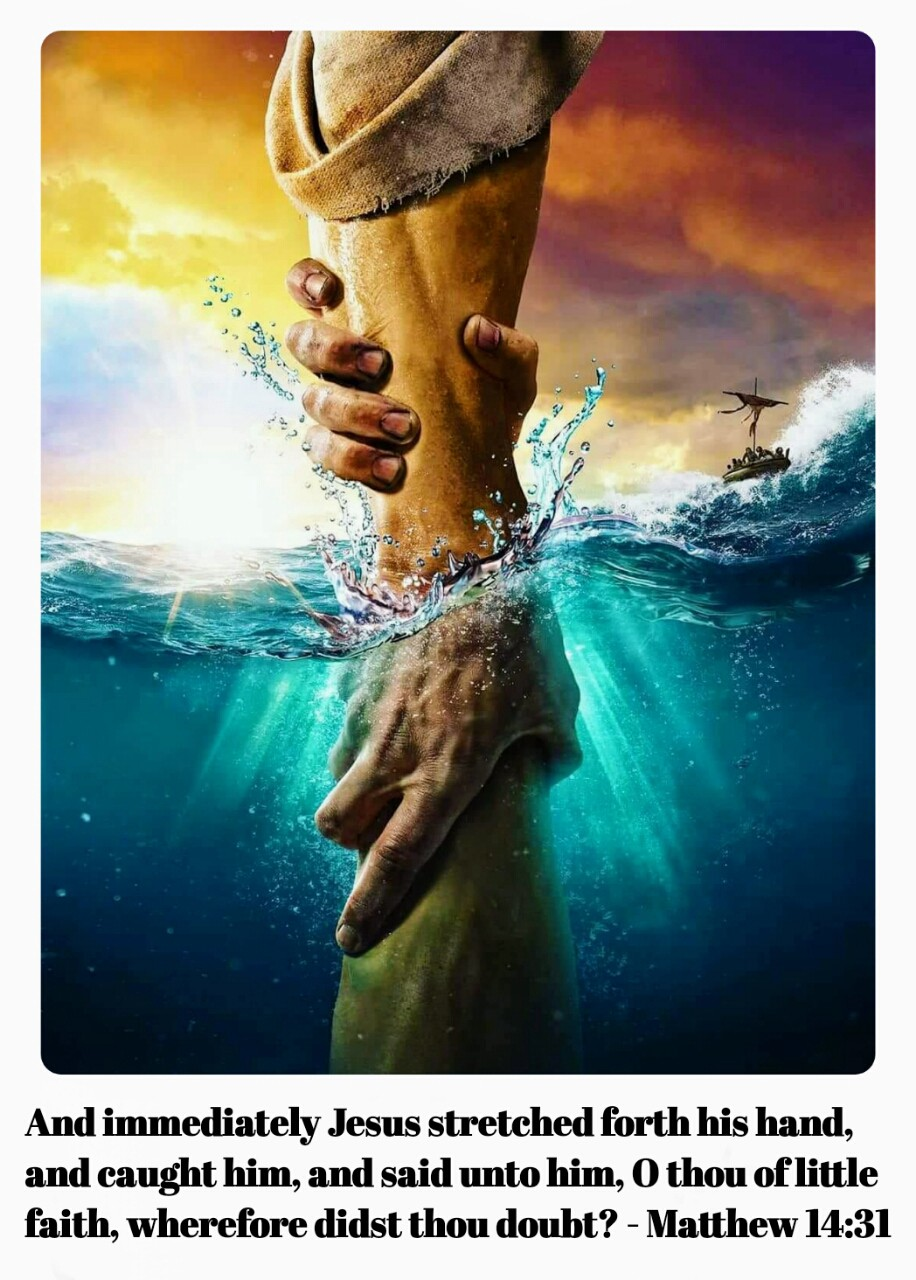 And immediately Jesus stretched forth his hand,
and caught him, and said unto him, O thou of little
faith, wherefore didst thou doubt? - Matthew 14:31